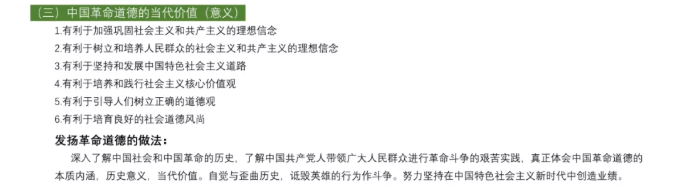 （三）中国革命道德的当代价值（意义）
1.有利于加强巩固社会主义和共产主义的理想信念
2.有利于树立和培养人民群众的社会主义和共产主义的理想信念
3.有利于坚持和发展中国特色社会主义道路
4.有利于培养和践行社会主义核心价值观
5.有利于引导人们树立正确的道德观
6.有利于培育良好的社会道德风尚
发扬革命道德的做法：
深入了解中国社会和中国革命的历史，了解中国共产党人带领广大人民群众进行革命斗争的艰苦实践，真正体会中国革命道德的
本质内涵，历史意义，当代价值。自觉与歪曲历史，诋毁英雄的行为作斗争。努力坚持在中国特色社会主义新时代中创造业绩。